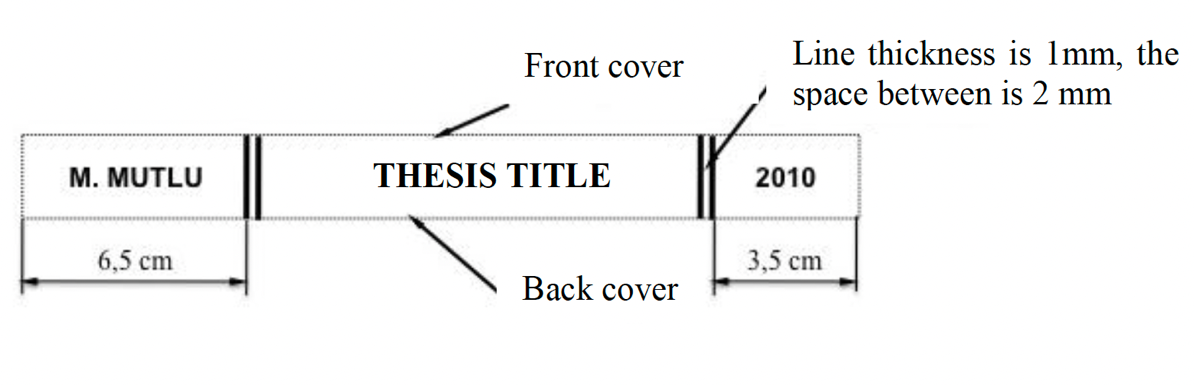 Front cover
Line thickness is 1mm, the
space between is 2 mm
M. MUTLU
THESIS TITLE
2010
6,5 cm
3,5 cm
Back cover